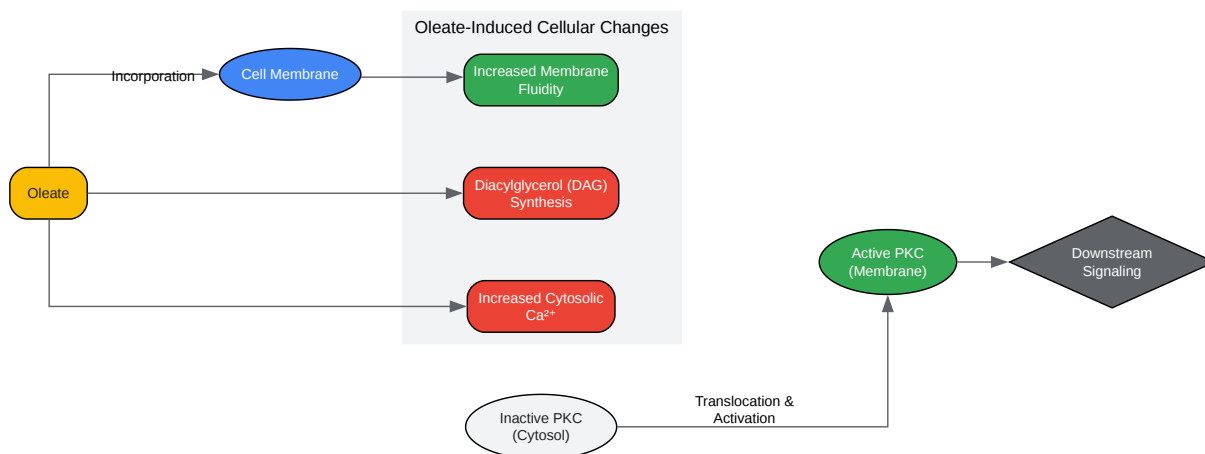 Oleate-Induced Cellular Changes
Incorporation
Cell Membrane
Increased Membrane
Fluidity
Oleate
Diacylglycerol (DAG)
Synthesis
Increased Cytosolic
Ca²⁺
Active PKC
(Membrane)
Downstream
Signaling
Translocation &
Activation
Inactive PKC
(Cytosol)